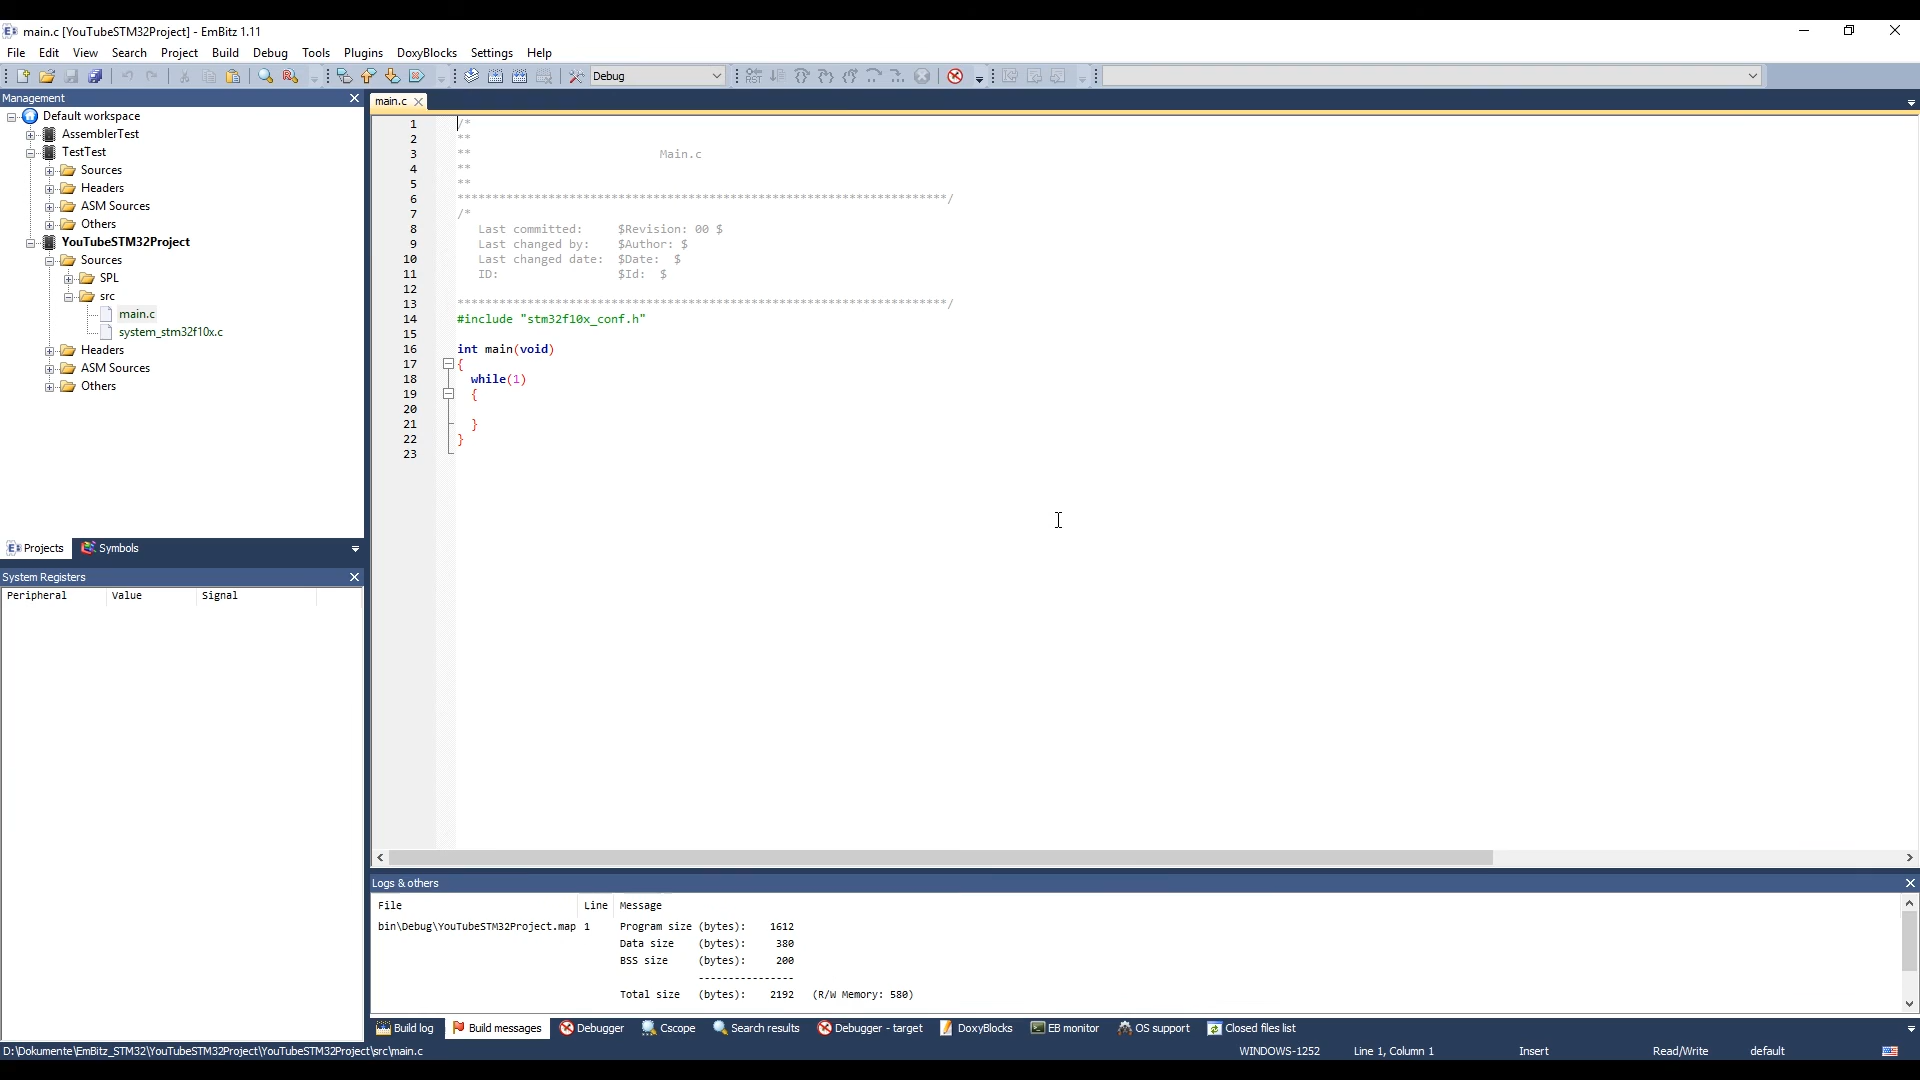 main.c [YouTubeSTM32Project] - EmBitz 1.11
File Edit View Search Project Build Debug Tools Plugins DoxyBlocks Settings Help
Debug
Management
Default workspace
AssemblerTest
TestTest
Sources
Headers
ASM Sources
Others
YouTubeSTM32Project
Sources
SPL
src
main.c
system_stm32f10x.c
Headers
ASM Sources
Others
Projects Symbols
System Registers
Peripheral Value Signal
main.c
1 /*
2 **
3 ** Main.c
4 **
5 **
6 **********************************************************************/
7 /*
8 Last committed: $Revision: 00 $
9 Last changed by: $Author: $
10 Last changed date: $Date: $
11 ID: $Id: $
12
13 **********************************************************************/
14 #include "stm32f10x_conf.h"
15
16 int main(void)
17 {
18 while(1)
19 {
20
21 }
22 }
23
Logs & others
File Line Message
bin\Debug\YouTubeSTM32Project.map 1 Program size (bytes): 1612
Data size (bytes): 380
BSS size (bytes): 200
----------------
Total size (bytes): 2192 (R/W Memory: 580)
Build log Build messages Debugger Cscope Search results Debugger - target DoxyBlocks EB monitor OS support Closed files list
D:\Dokumente\EmBitz_STM32\YouTubeSTM32Project\YouTubeSTM32Project\src\main.c WINDOWS-1252 Line 1, Column 1 Insert Read/Write default